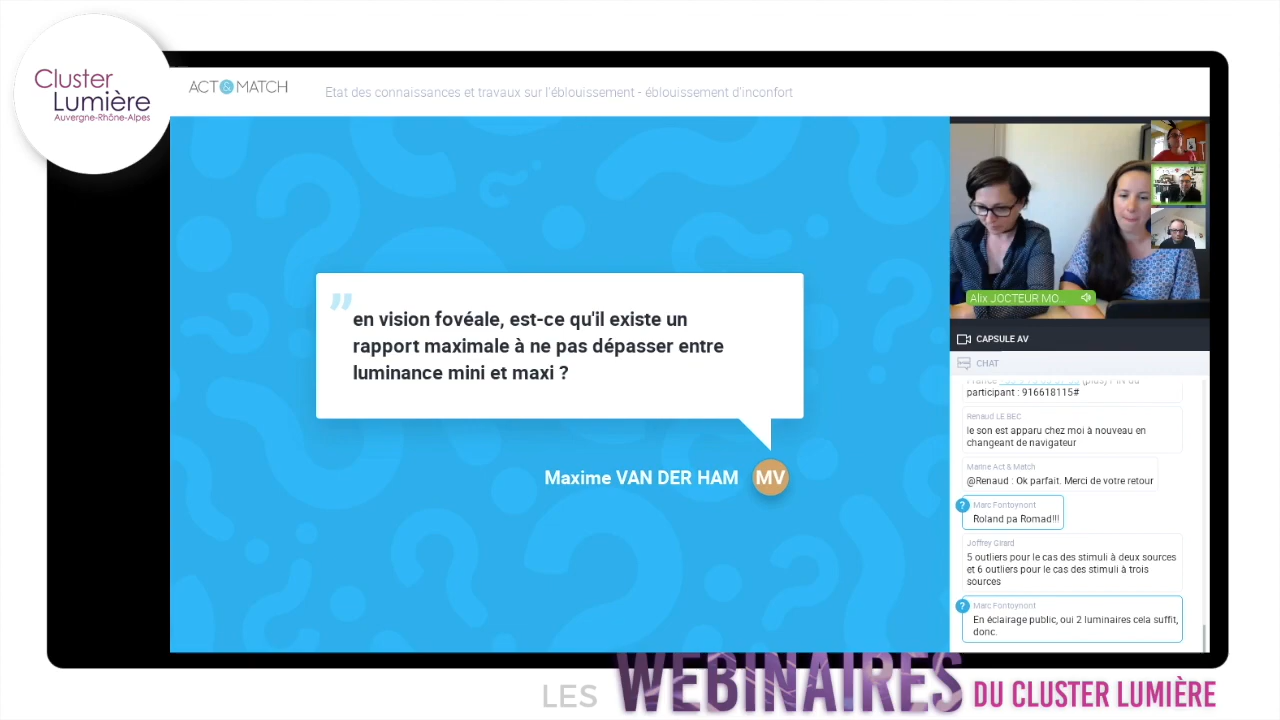 Cluster
Lumière
Auvergne-Rhône-Alpes
ACT & MATCH
Etat des connaissances et travaux sur l'éblouissement - éblouissement d'inconfort
en vision fovéale, est-ce qu'il existe un
rapport maximale à ne pas dépasser entre
luminance mini et maxi ?
Maxime VAN DER HAM
MV
Alix JOCTEUR MO...
CAPSULE AV
CHAT
participant : 916618115#
Renaud LE BEC
le son est apparu chez moi à nouveau en
changeant de navigateur
Marine Act & Match
@Renaud : Ok parfait. Merci de votre retour
?
Marc Fontoynont
Roland pa Romad!!!
Joffrey Girard
5 outliers pour le cas des stimuli à deux sources
et 6 outliers pour le cas des stimuli à trois
sources
?
Marc Fontoynont
En éclairage public, oui 2 luminaires cela suffit,
donc.
LES WEBINAIRES DU CLUSTER LUMIÈRE